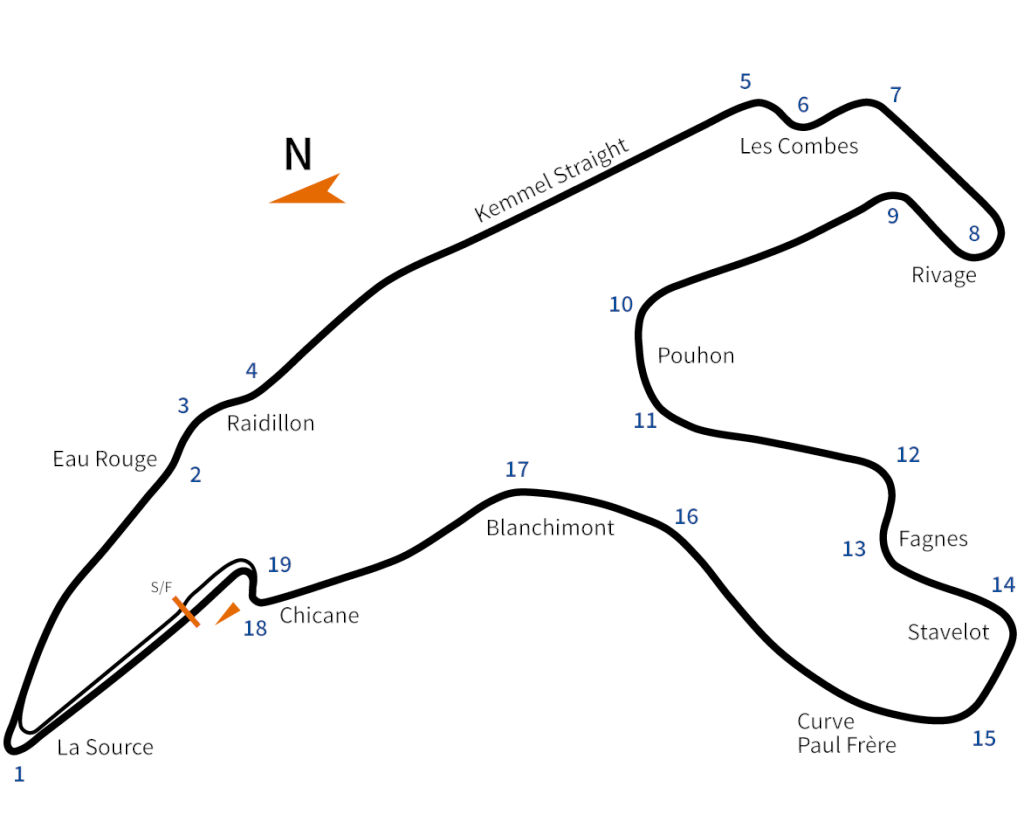 5
7
6
Les Combes
N
Kemmel Straight
9
8
Rivage
10
Pouhon
4
3
Raidillon
11
Eau Rouge
2
12
17
16
Blanchimont
Fagnes
13
19
S/F
14
Chicane
18
Stavelot
Curve
Paul Frère
15
La Source
1